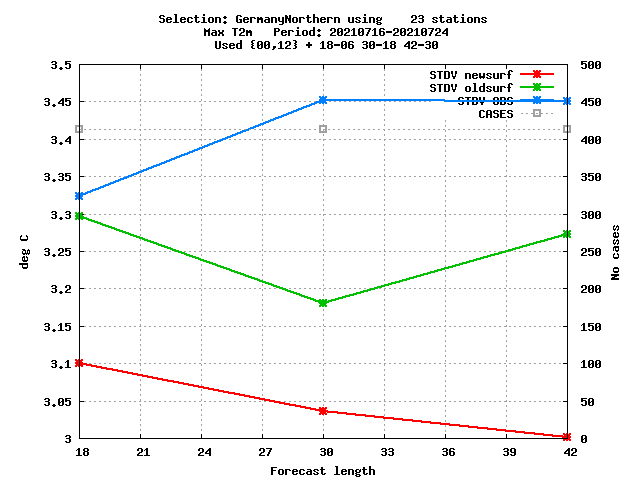 Selection: GermanyNorthern using    23 stations
Max T2m   Period: 20210716-20210724
Used {00,12} + 18-06 30-18 42-30
STDV newsurf
STDV oldsurf
STDV OBS
CASES
3.5
3.45
3.4
3.35
3.3
3.25
3.2
3.15
3.1
3.05
3
deg C
500
450
400
350
300
250
200
150
100
50
0
No cases
18 21 24 27 30 33 36 39 42
Forecast length